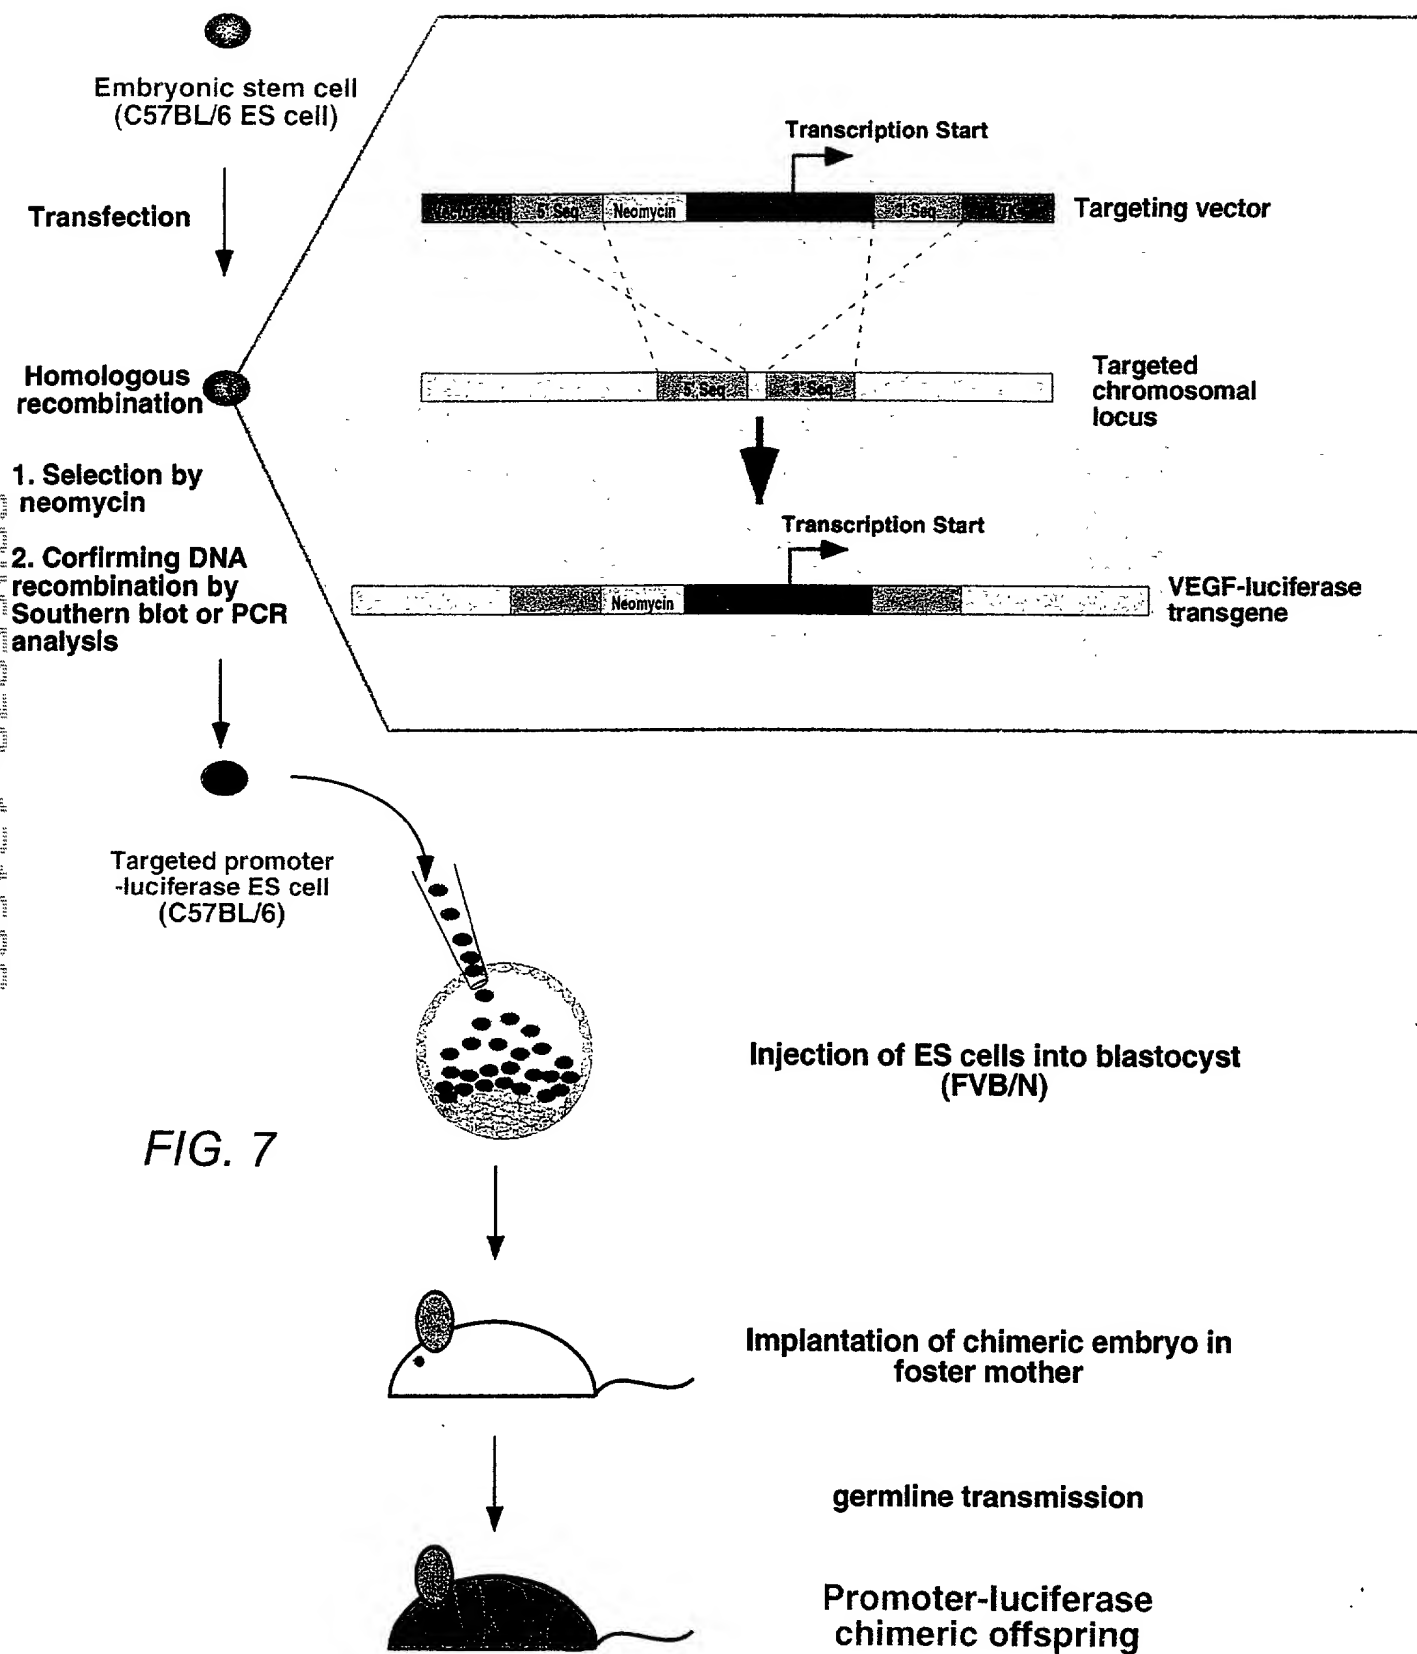 Embryonic stem cell
(C57BL/6 ES cell)
Transfection
Homologous
recombination
1. Selection by
neomycin
2. Corfirming DNA
recombination by
Southern blot or PCR
analysis
Targeted promoter
-luciferase ES cell
(C57BL/6)
Transcription Start
5' Seq Neomycin 3' Seq
Targeting vector
5' Seq 3' Seq
Targeted
chromosomal
locus
Transcription Start
Neomycin
VEGF-luciferase
transgene
Injection of ES cells into blastocyst
(FVB/N)
FIG. 7
Implantation of chimeric embryo in
foster mother
germline transmission
Promoter-luciferase
chimeric offspring